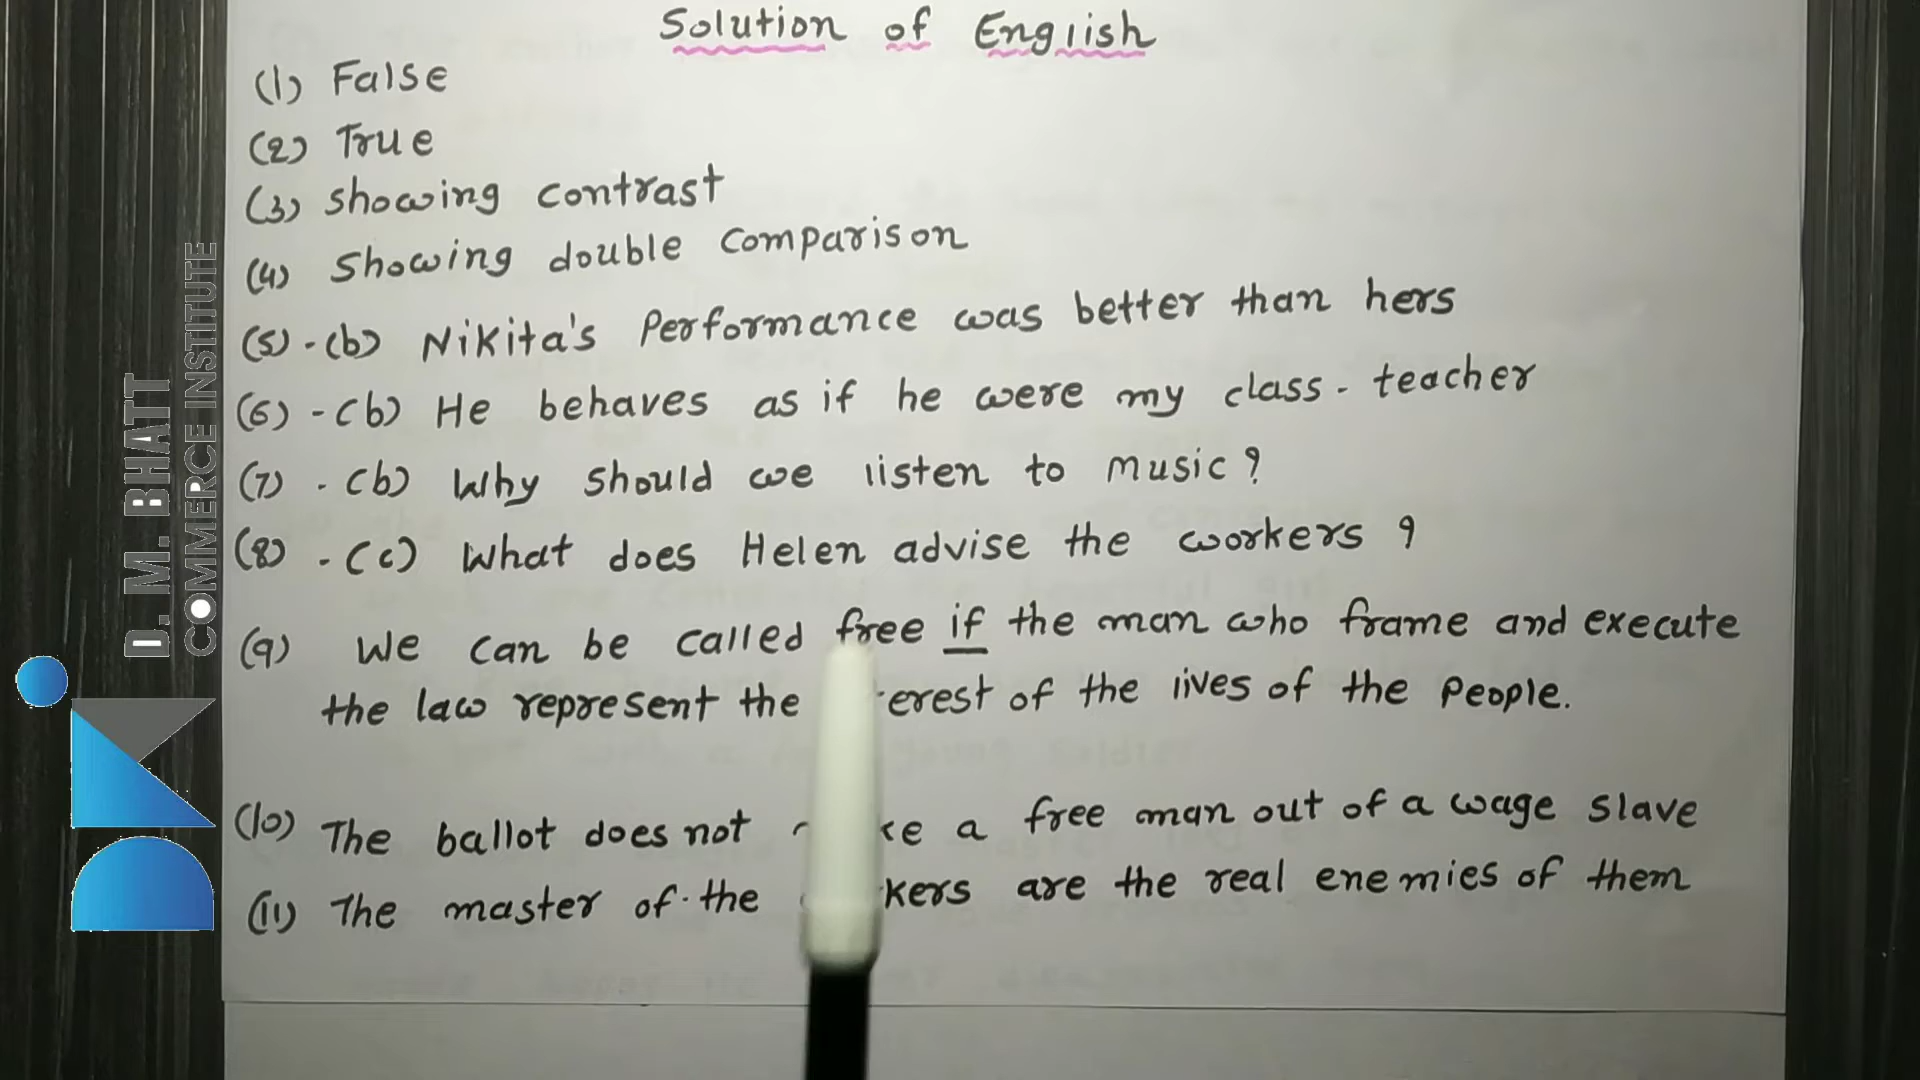 Solution of English
(1) False
(2) True
(3) showing contrast
(4) Showing double comparison
(5) - (b) Nikita's Performance was better than hers
(6) - (b) He behaves as if he were my class - teacher
(7) - (b) Why should we listen to music?
(8) - (c) What does Helen advise the workers ?
(9) We can be called free if the man who frame and execute
the law represent the erest of the lives of the People.
(10) The ballot does not a free man out of a wage slave
(11) The master of the kers are the real enemies of them
D. M. BHATT
COMMERCE INSTITUTE